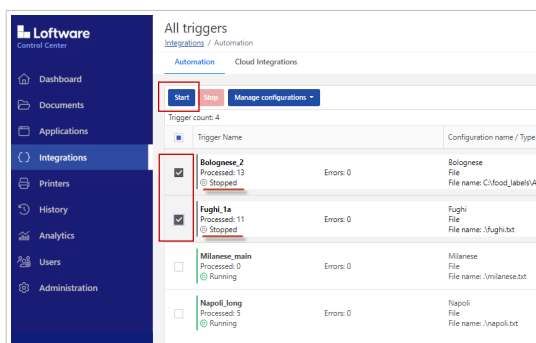 Loftware
Control Center
Dashboard
Documents
Applications
Integrations
Printers
History
Analytics
Users
Administration
All triggers
Integrations / Automation
Automation Cloud Integrations
Start Stop Manage configurations
Trigger count: 4
Trigger Name Configuration name / Type
Bolognese_2 Bolognese
Processed: 13 Errors: 0 File
Stopped File name: C:\food_labels\A
Fughi_1a Fughi
Processed: 11 Errors: 0 File
Stopped File name: .\fughi.txt
Milanese_main Milanese
Processed: 0 Errors: 0 File
Running File name: .\milanese.txt
Napoli_long Napoli
Processed: 5 Errors: 0 File
Running File name: .\napoli.txt